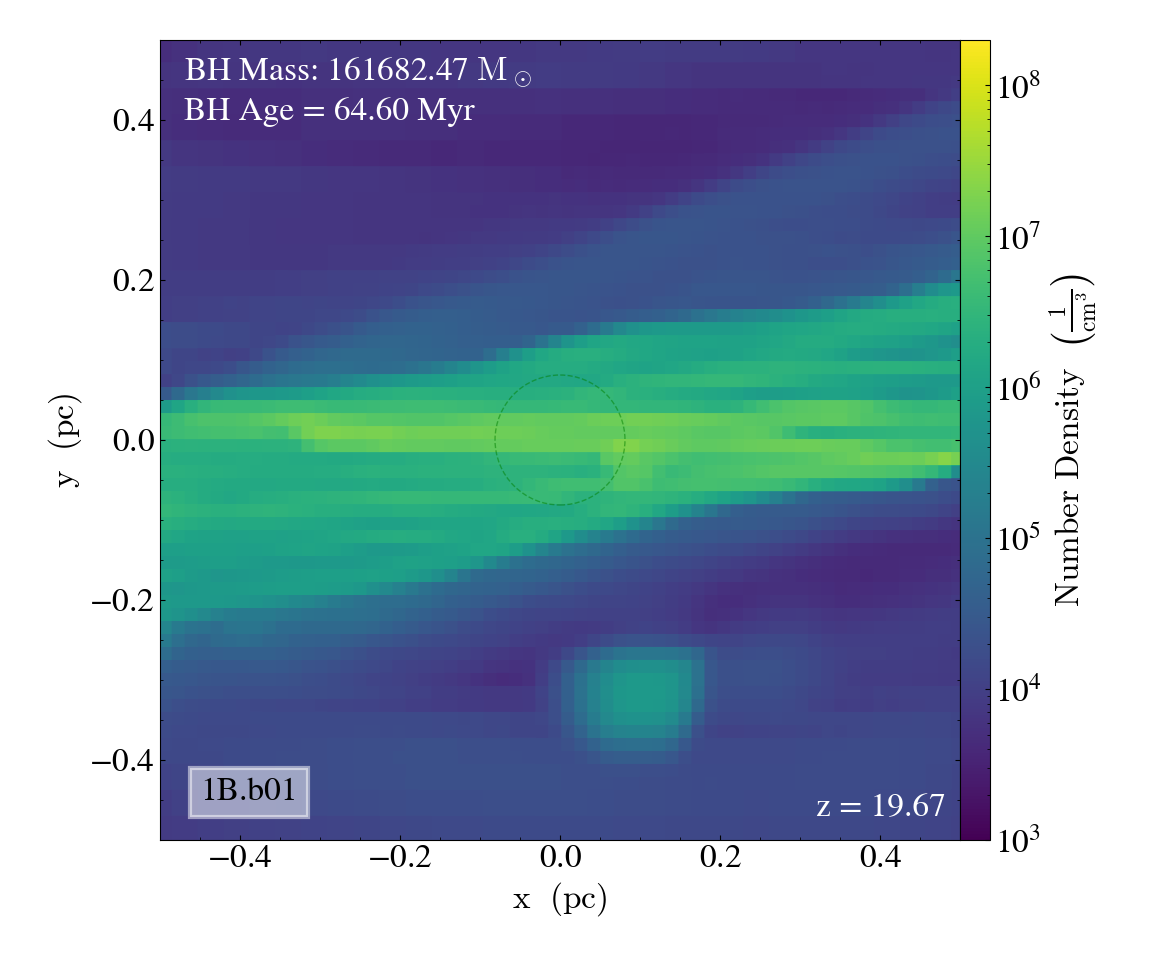 BH Mass: 161682.47 M⊙
BH Age = 64.60 Myr
1B.b01
z = 19.67
0.4
0.2
0.0
−0.2
−0.4
y (pc)
−0.4 −0.2 0.0 0.2 0.4
x (pc)
10⁸
10⁷
10⁶
10⁵
10⁴
10³
Number Density (1/cm³)